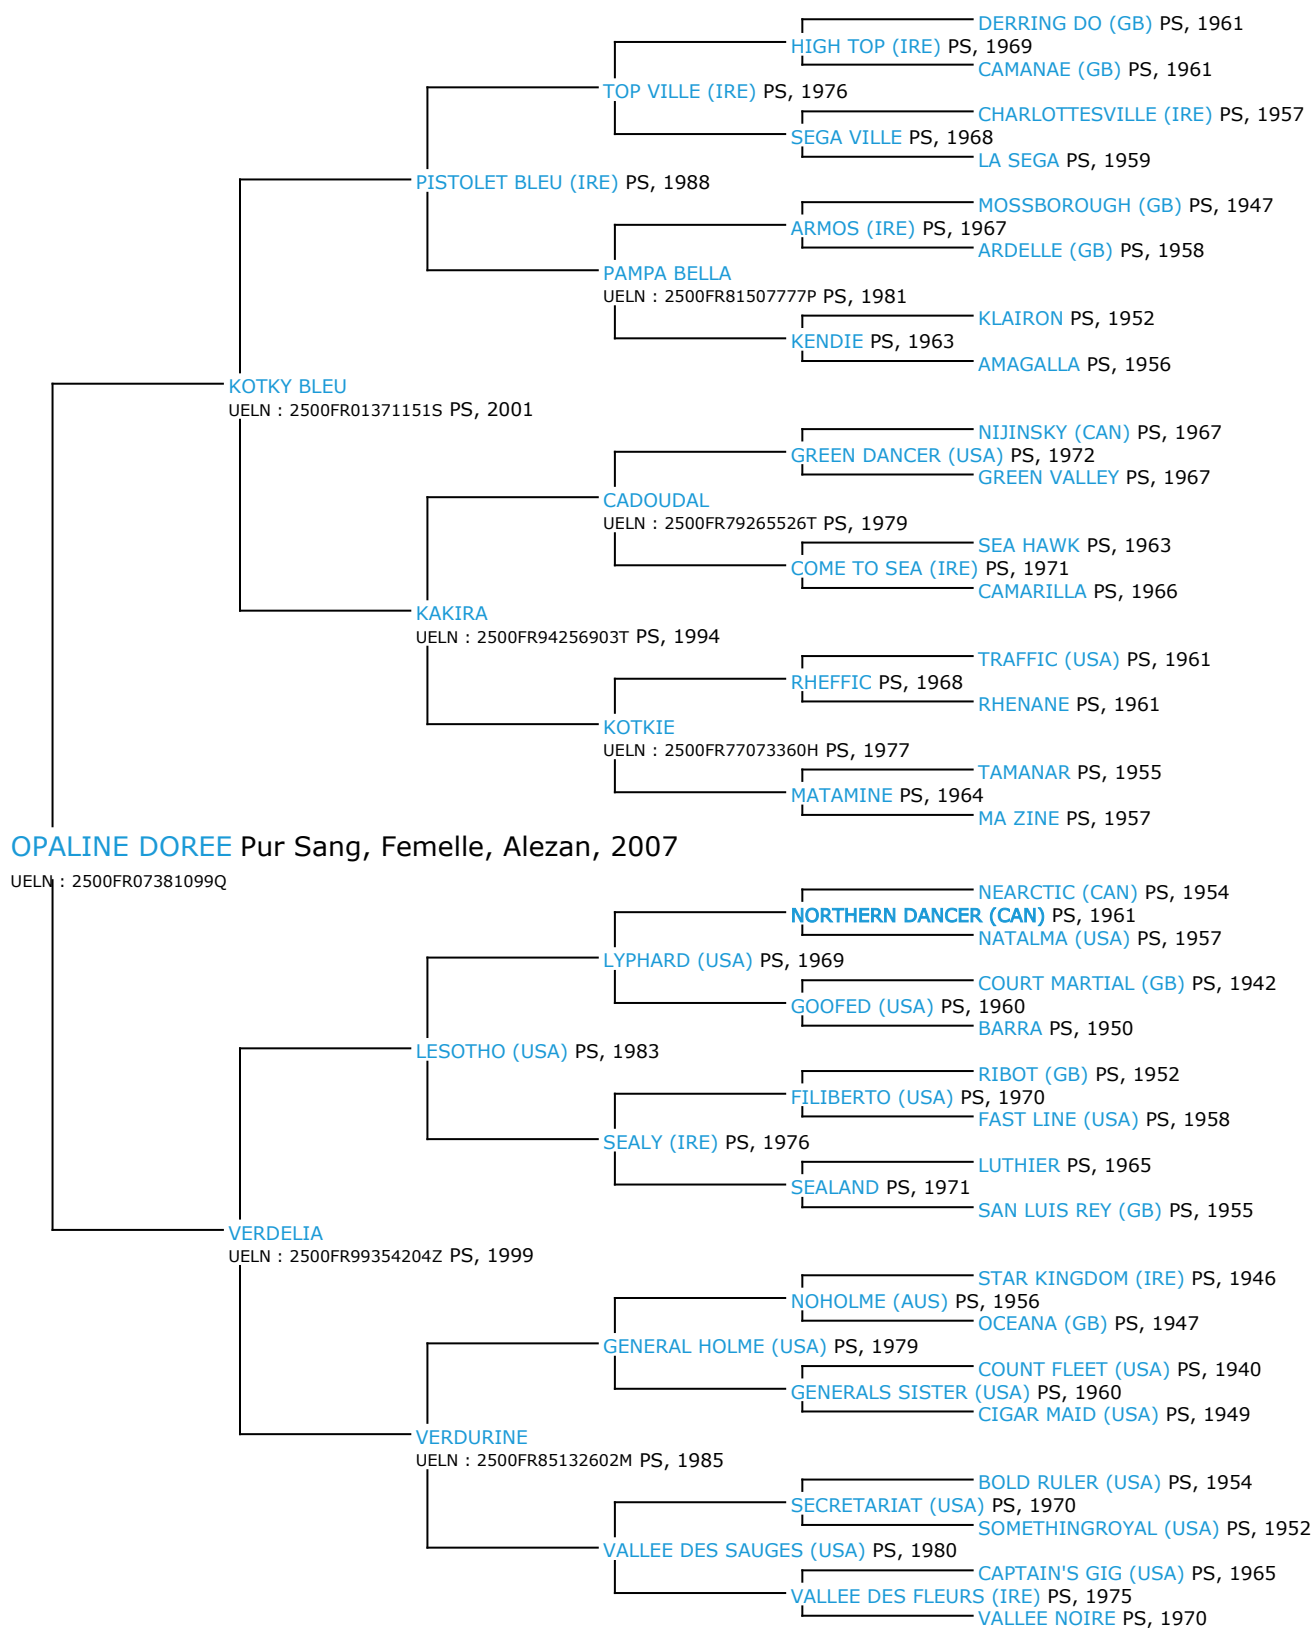 DERRING DO (GB) PS, 1961
HIGH TOP (IRE) PS, 1969
CAMANAE (GB) PS, 1961
TOP VILLE (IRE) PS, 1976
CHARLOTTESVILLE (IRE) PS, 1957
SEGA VILLE PS, 1968
LA SEGA PS, 1959
PISTOLET BLEU (IRE) PS, 1988
MOSSBOROUGH (GB) PS, 1947
ARMOS (IRE) PS, 1967
ARDELLE (GB) PS, 1958
PAMPA BELLA
UELN : 2500FR81507777P PS, 1981
KLAIRON PS, 1952
KENDIE PS, 1963
AMAGALLA PS, 1956
KOTKY BLEU
UELN : 2500FR01371151S PS, 2001
NIJINSKY (CAN) PS, 1967
GREEN DANCER (USA) PS, 1972
GREEN VALLEY PS, 1967
CADOUDAL
UELN : 2500FR79265526T PS, 1979
SEA HAWK PS, 1963
COME TO SEA (IRE) PS, 1971
CAMARILLA PS, 1966
KAKIRA
UELN : 2500FR94256903T PS, 1994
TRAFFIC (USA) PS, 1961
RHEFFIC PS, 1968
RHENANE PS, 1961
KOTKIE
UELN : 2500FR77073360H PS, 1977
TAMANAR PS, 1955
MATAMINE PS, 1964
MA ZINE PS, 1957
OPALINE DOREE Pur Sang, Femelle, Alezan, 2007
UELN : 2500FR07381099Q
NEARCTIC (CAN) PS, 1954
NORTHERN DANCER (CAN) PS, 1961
NATALMA (USA) PS, 1957
LYPHARD (USA) PS, 1969
COURT MARTIAL (GB) PS, 1942
GOOFED (USA) PS, 1960
BARRA PS, 1950
LESOTHO (USA) PS, 1983
RIBOT (GB) PS, 1952
FILIBERTO (USA) PS, 1970
FAST LINE (USA) PS, 1958
SEALY (IRE) PS, 1976
LUTHIER PS, 1965
SEALAND PS, 1971
SAN LUIS REY (GB) PS, 1955
VERDELIA
UELN : 2500FR99354204Z PS, 1999
STAR KINGDOM (IRE) PS, 1946
NOHOLME (AUS) PS, 1956
OCEANA (GB) PS, 1947
GENERAL HOLME (USA) PS, 1979
COUNT FLEET (USA) PS, 1940
GENERALS SISTER (USA) PS, 1960
CIGAR MAID (USA) PS, 1949
VERDURINE
UELN : 2500FR85132602M PS, 1985
BOLD RULER (USA) PS, 1954
SECRETARIAT (USA) PS, 1970
SOMETHINGROYAL (USA) PS, 1952
VALLEE DES SAUGES (USA) PS, 1980
CAPTAIN'S GIG (USA) PS, 1965
VALLEE DES FLEURS (IRE) PS, 1975
VALLEE NOIRE PS, 1970